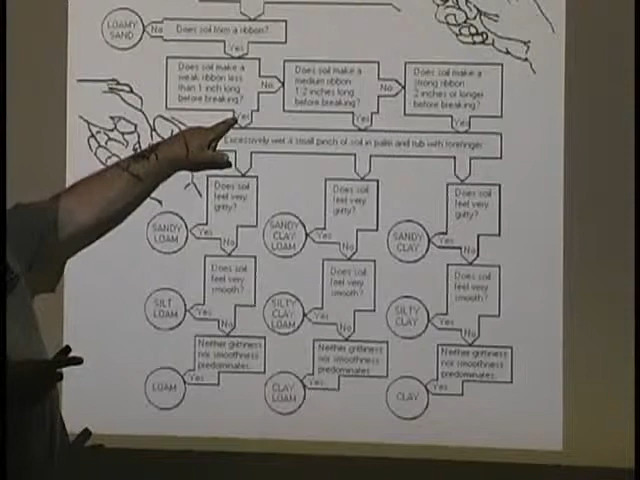 LOAMY
SAND
No
Does soil form a ribbon?
Yes
Does soil make a
weak ribbon less
than 1 inch long
before breaking?
No
Does soil make a
medium ribbon
1-2 inches long
before breaking?
No
Does soil make a
strong ribbon
2 inches or longer
before breaking?
Yes
Yes
Yes
Excessively wet a small pinch of soil in palm and rub with forefinger
Does soil
feel very
gritty?
Does soil
feel very
gritty?
Does soil
feel very
gritty?
SANDY
LOAM
Yes
No
SANDY
CLAY
LOAM
Yes
No
SANDY
CLAY
Yes
No
Does soil
feel very
smooth?
Does soil
feel very
smooth?
Does soil
feel very
smooth?
SILT
LOAM
Yes
No
SILTY
CLAY
LOAM
Yes
No
SILTY
CLAY
Yes
No
Neither grittiness
nor smoothness
predominates
Neither grittiness
nor smoothness
predominates
Neither grittiness
nor smoothness
predominates
LOAM
Yes
CLAY
LOAM
Yes
CLAY
Yes